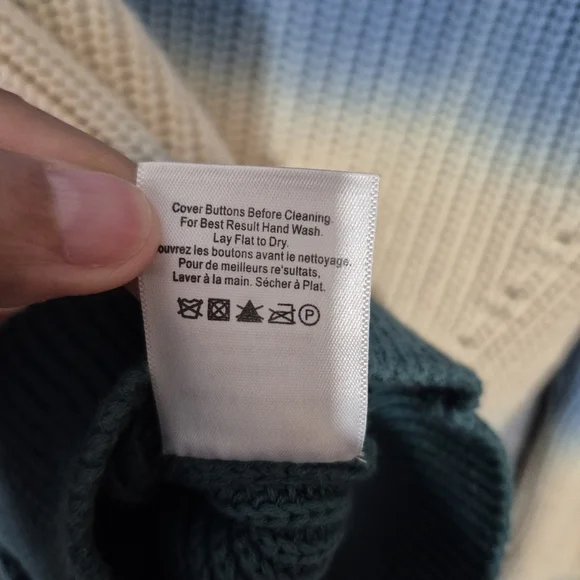 Cover Buttons Before Cleaning.
For Best Result Hand Wash.
Lay Flat to Dry.
ouvrez les boutons avant le nettoyage,
Pour de meilleurs re'sultats,
Laver à la main. Sécher à Plat.
P